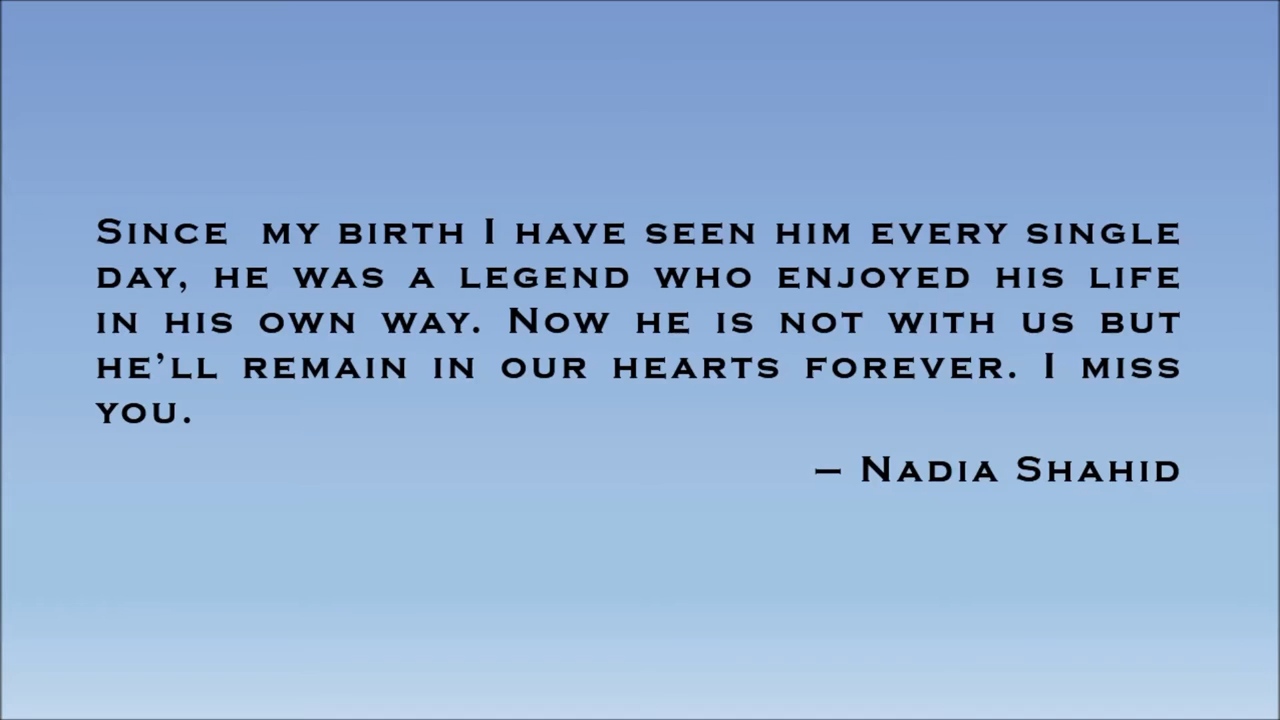 Since my birth I have seen him every single
day, he was a legend who enjoyed his life
in his own way. Now he is not with us but
he’ll remain in our hearts forever. I miss
you.
– Nadia Shahid